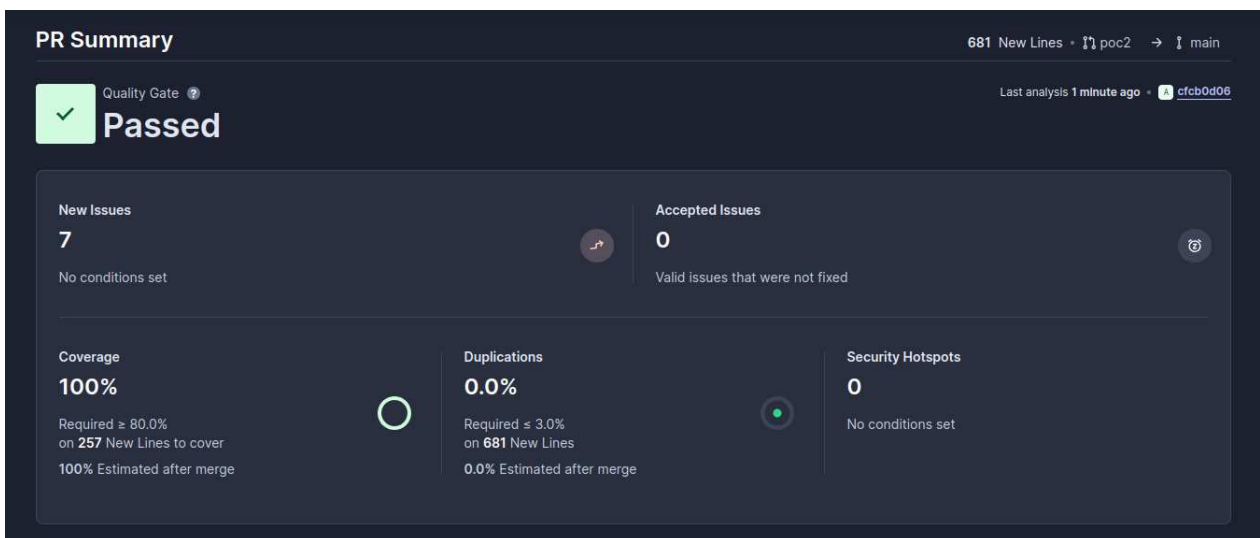 PR Summary
681 New Lines • poc2 → main
Quality Gate ?
Passed
Last analysis 1 minute ago • A cfcb0d06
New Issues
7
No conditions set
Accepted Issues
0
Valid issues that were not fixed
Coverage
100%
Required ≥ 80.0%
on 257 New Lines to cover
100% Estimated after merge
Duplications
0.0%
Required ≤ 3.0%
on 681 New Lines
0.0% Estimated after merge
Security Hotspots
0
No conditions set